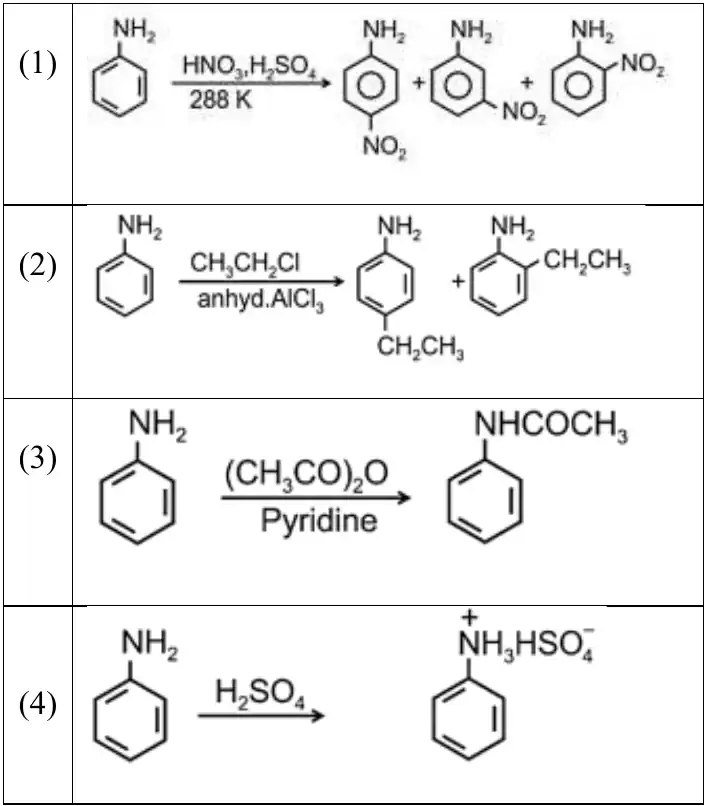 (1)
NH₂
HNO₃,H₂SO₄
288 K
NH₂
NO₂
+
NH₂
NO₂
+
NH₂
NO₂
(2)
NH₂
CH₃CH₂Cl
anhyd.AlCl₃
NH₂
CH₂CH₃
+
NH₂
CH₂CH₃
(3)
NH₂
(CH₃CO)₂O
Pyridine
NHCOCH₃
(4)
NH₂
H₂SO₄
+
NH₃HSO₄⁻